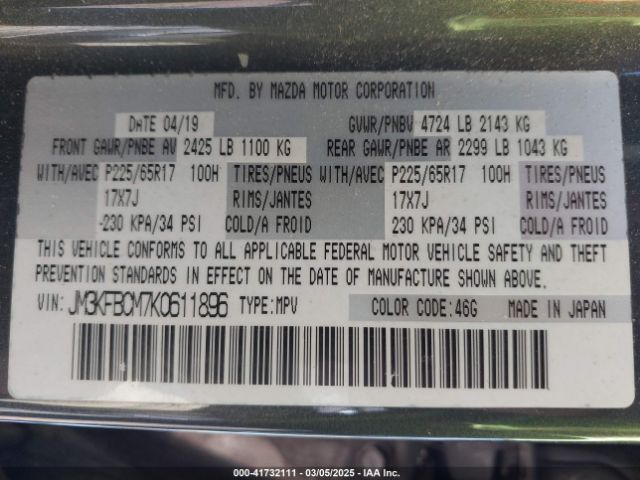 MFD. BY MAZDA MOTOR CORPORATION
DATE 04/19 GVWR/PNBV 4724 LB 2143 KG
FRONT GAWR/PNBE AV 2425 LB 1100 KG REAR GAWR/PNBE AR 2299 LB 1043 KG
WITH/AVEC P225/65R17 100H TIRES/PNEUS WITH/AVEC P225/65R17 100H TIRES/PNEUS
17X7J RIMS/JANTES 17X7J RIMS/JANTES
-230 KPA/34 PSI COLD/A FROID 230 KPA/34 PSI COLD/A FROID
THIS VEHICLE CONFORMS TO ALL APPLICABLE FEDERAL MOTOR VEHICLE SAFETY AND THEFT
PREVENTION STANDARDS IN EFFECT ON THE DATE OF MANUFACTURE SHOWN ABOVE.
VIN: JM3KFBCM7K0611896 TYPE:MPV COLOR CODE:46G MADE IN JAPAN
000-41732111 - 03/05/2025 - IAA Inc.